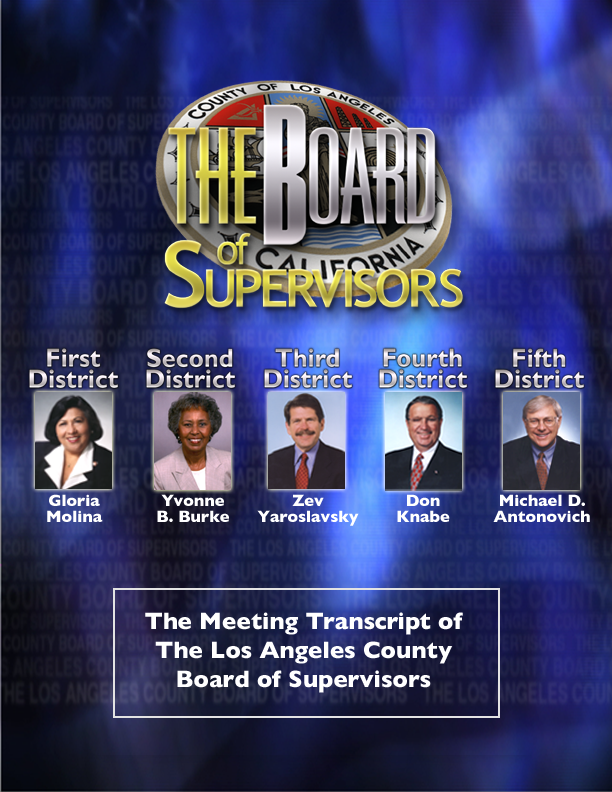 COUNTY OF LOS ANGELES
THE BOARD
of
SUPERVISORS
CALIFORNIA
First District
Second District
Third District
Fourth District
Fifth District
Gloria Molina
Yvonne B. Burke
Zev Yaroslavsky
Don Knabe
Michael D. Antonovich
The Meeting Transcript of
The Los Angeles County
Board of Supervisors